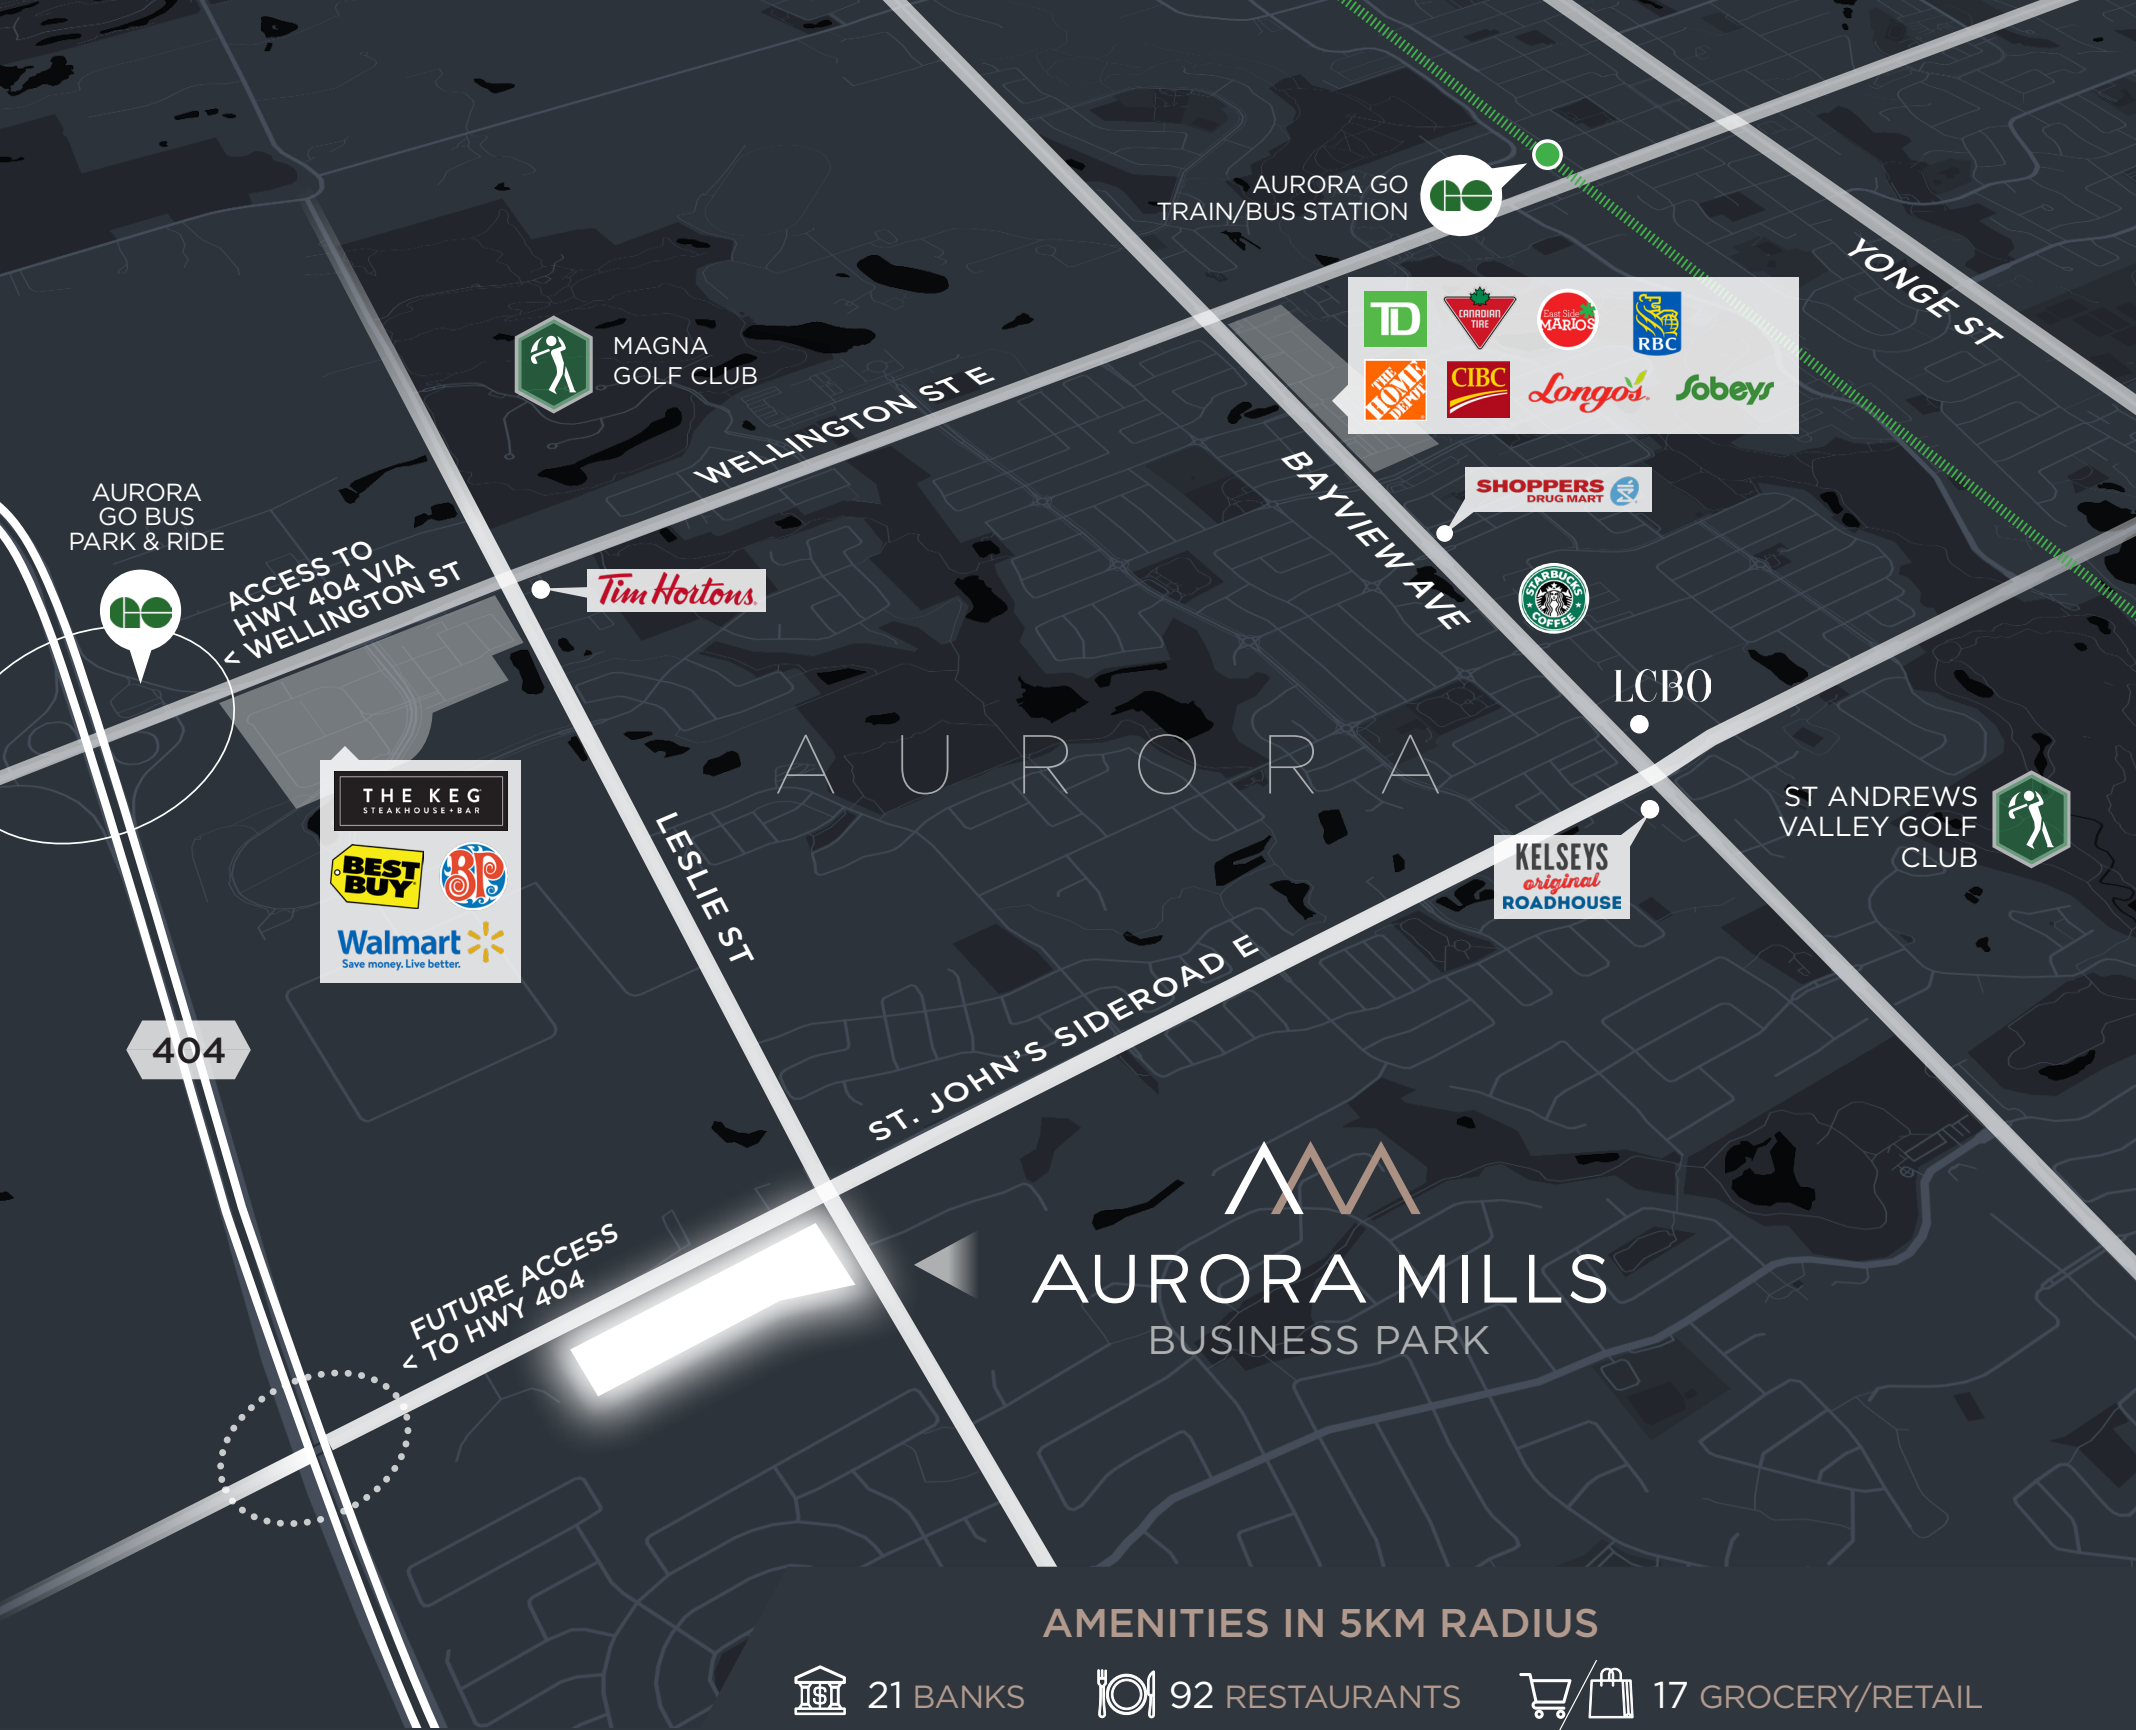 AURORA GO
TRAIN/BUS STATION
GO
YONGE ST
TD
CANADIAN
TIRE
East Side
MARIO'S
RBC
THE
HOME
DEPOT
CIBC
Longo's
Sobeys
MAGNA
GOLF CLUB
WELLINGTON ST E
BAYVIEW AVE
SHOPPERS
DRUG MART
AURORA
GO BUS
PARK & RIDE
GO
ACCESS TO
HWY 404 VIA
< WELLINGTON ST
Tim Hortons
STARBUCKS
COFFEE
LCBO
AURORA
THE KEG
STEAKHOUSE+BAR
BEST
BUY
BP
Walmart
Save money. Live better.
LESLIE ST
KELSEYS
original
ROADHOUSE
ST ANDREWS
VALLEY GOLF
CLUB
404
ST. JOHN'S SIDEROAD E
FUTURE ACCESS
< TO HWY 404
AURORA MILLS
BUSINESS PARK
AMENITIES IN 5KM RADIUS
21 BANKS
92 RESTAURANTS
17 GROCERY/RETAIL